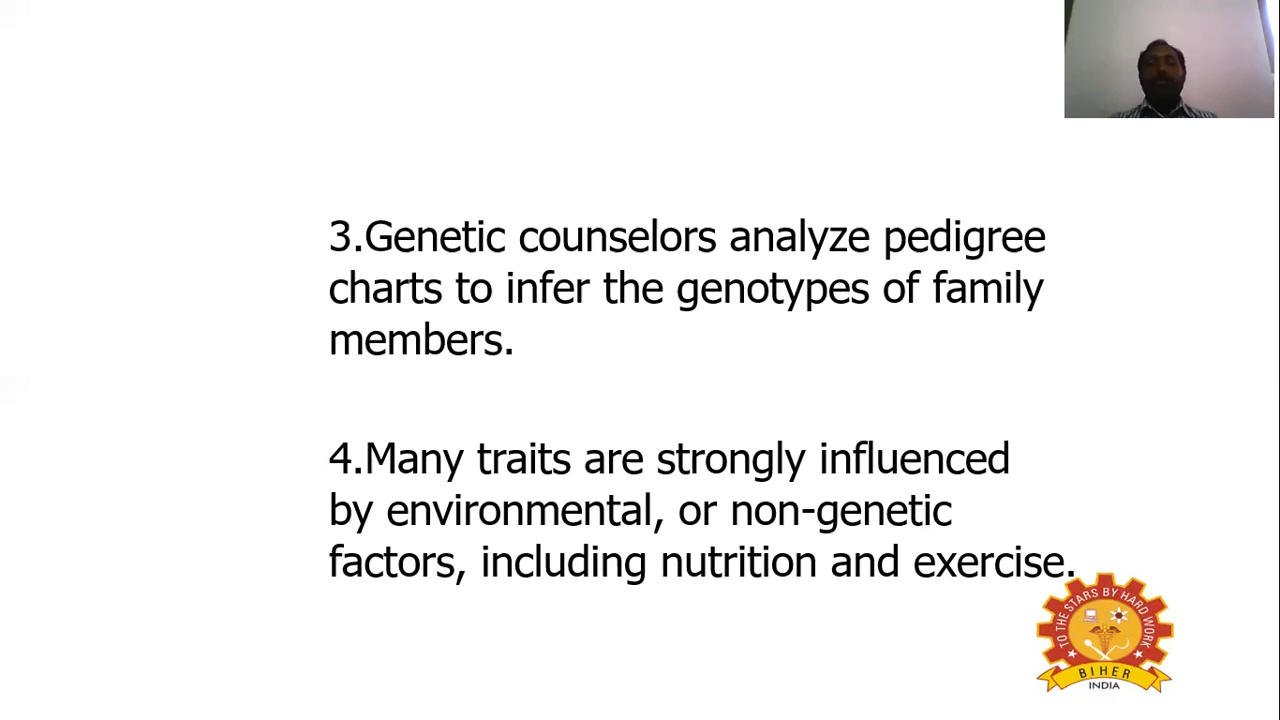 3.Genetic counselors analyze pedigree
charts to infer the genotypes of family
members.
4.Many traits are strongly influenced
by environmental, or non-genetic
factors, including nutrition and exercise.
TO THE STARS BY HARD WORK
BIHER
INDIA